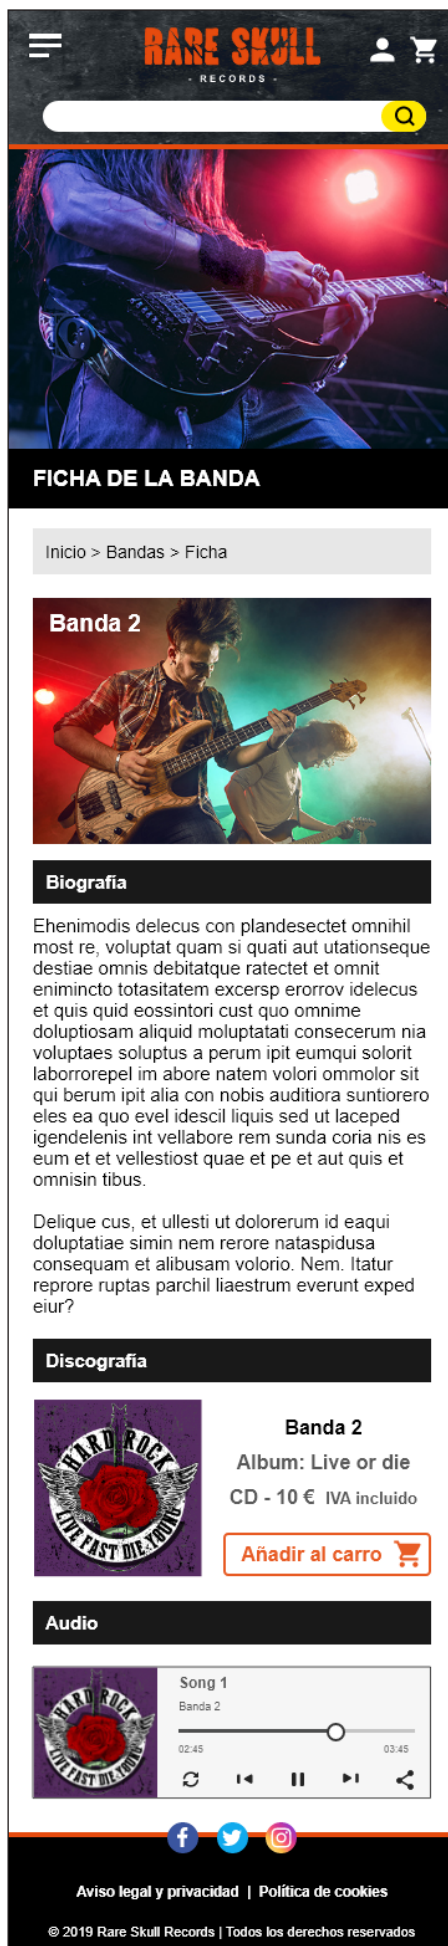 RARE SKULL
- RECORDS -
FICHA DE LA BANDA
Inicio > Bandas > Ficha
Banda 2
Biografía
Ehenimodis delecus con plandesectet omnihil
most re, voluptat quam si quati aut utationseque
destiae omnis debitatque ratectet et omnit
enimincto totasitatem excersp erorrov idelecus
et quis quid eossintori cust quo omnime
doluptiosam aliquid moluptatati consecerum nia
voluptaes soluptus a perum ipit eumqui solorit
laborrorepel im abore natem volori ommolor sit
qui berum ipit alia con nobis auditiora suntiorero
eles ea quo evel idescil liquis sed ut laceped
igendelenis int vellabore rem sunda coria nis es
eum et et vellestiost quae et pe et aut quis et
omnisin tibus.
Delique cus, et ullesti ut dolorerum id eaqui
doluptatiae simin nem rerore nataspidusa
consequam et alibusam volorio. Nem. Itatur
reprore ruptas parchil liaestrum everunt exped
eiur?
Discografía
HARD ROCK
LIVE FAST DIE YOUNG
Banda 2
Album: Live or die
CD - 10 € IVA incluido
Añadir al carro
Audio
HARD ROCK
LIVE FAST DIE YOUNG
Song 1
Banda 2
02:45 03:45
Aviso legal y privacidad | Política de cookies
© 2019 Rare Skull Records | Todos los derechos reservados